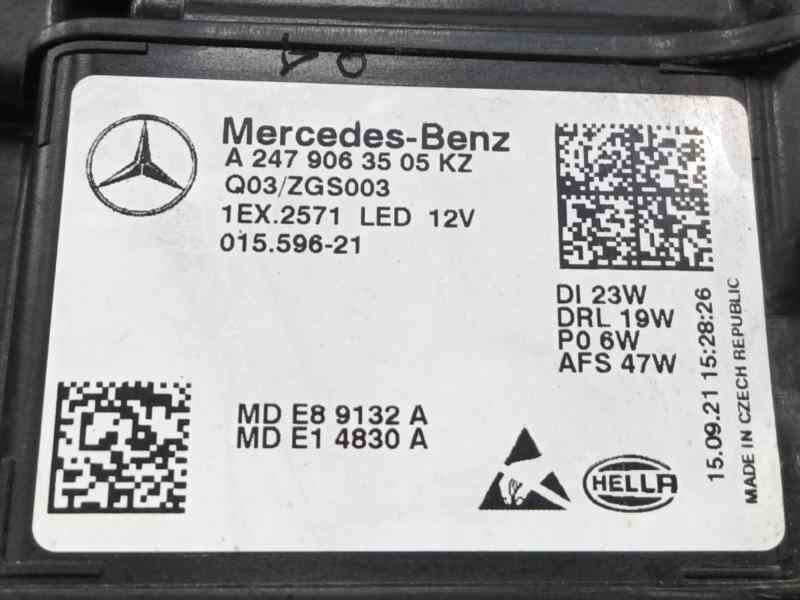 Mercedes-Benz
A 247 906 35 05 KZ
Q03/ZGS003
1EX.2571 LED 12V
015.596-21
DI 23W
DRL 19W
PO 6W
AFS 47W
MD E8 9132 A
MD E1 4830 A
HELLA
15.09.21 15:28:26
MADE IN CZECH REPUBLIC